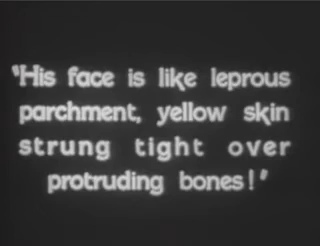 "His face is like leprous
parchment, yellow skin
strung tight over
protruding bones!"